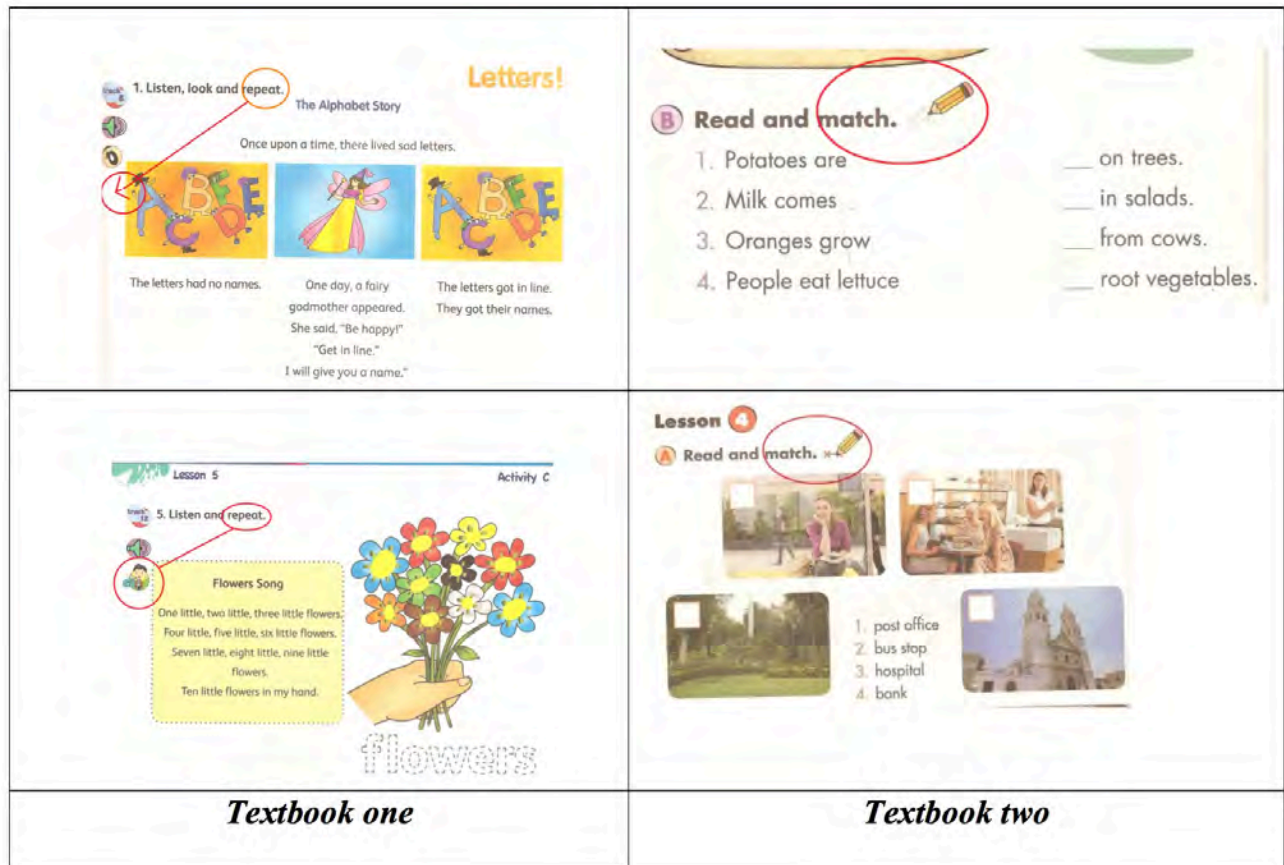 Letters!
track 8
1. Listen, look and repeat.
The Alphabet Story
Once upon a time, there lived sad letters.
A B C D E F E
A B C D E F E
The letters had no names.
One day, a fairy
godmother appeared.
She said, "Be happy!"
"Get in line."
I will give you a name."
The letters got in line.
They got their names.
B Read and match.
1. Potatoes are
2. Milk comes
3. Oranges grow
4. People eat lettuce
__ on trees.
__ in salads.
__ from cows.
__ root vegetables.
Lesson 5
Activity C
track 12
5. Listen and repeat.
Flowers Song
One little, two little, three little flowers.
Four little, five little, six little flowers.
Seven little, eight little, nine little
flowers.
Ten little flowers in my hand.
flowers
Lesson 4
A Read and match.
1. post office
2. bus stop
3. hospital
4. bank
Textbook one
Textbook two